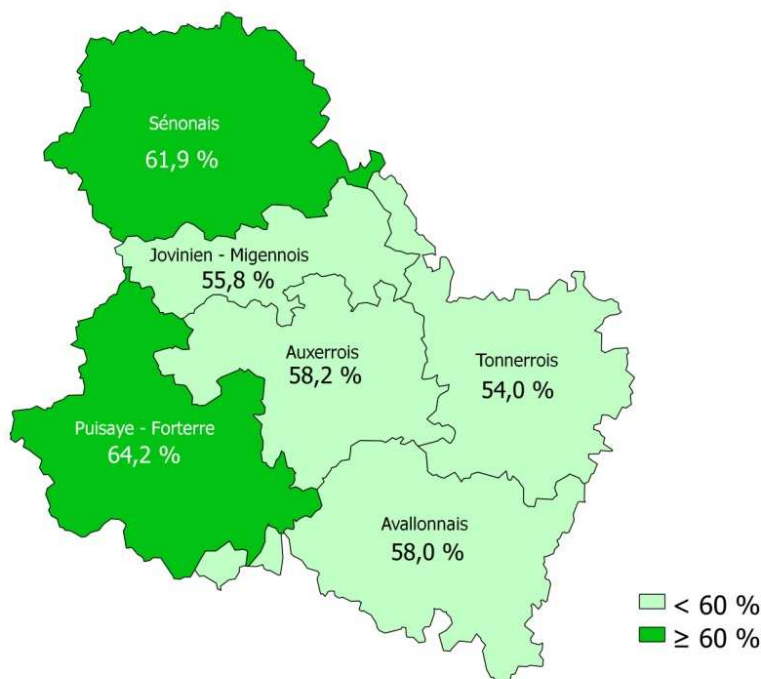 Sénonais
61,9 %
Jovinien - Migennois
55,8 %
Auxerrois
58,2 %
Tonnerrois
54,0 %
Puisaye - Forterre
64,2 %
Avallonnais
58,0 %
< 60 %
≥ 60 %